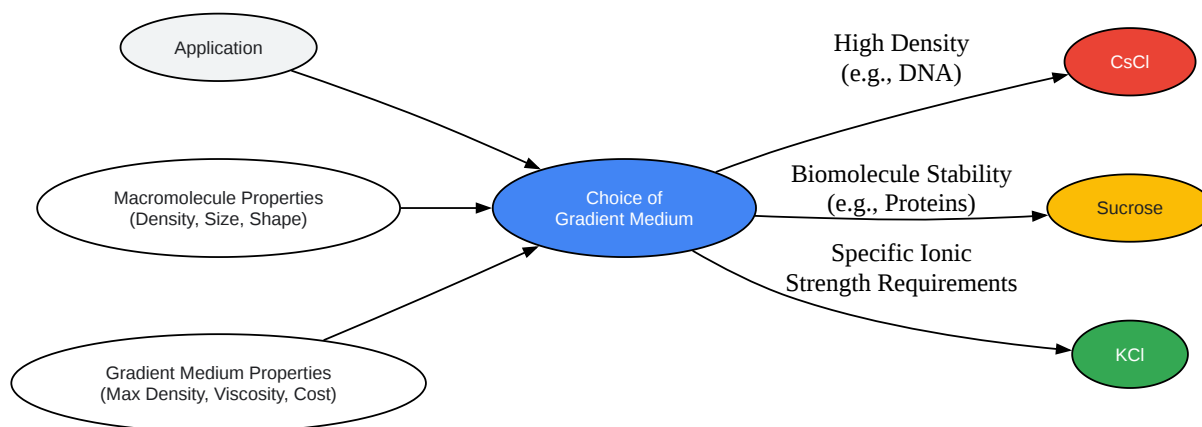 Application
Macromolecule Properties
(Density, Size, Shape)
Gradient Medium Properties
(Max Density, Viscosity, Cost)
Choice of
Gradient Medium
High Density
(e.g., DNA)
Biomolecule Stability
(e.g., Proteins)
Specific Ionic
Strength Requirements
CsCl
Sucrose
KCl